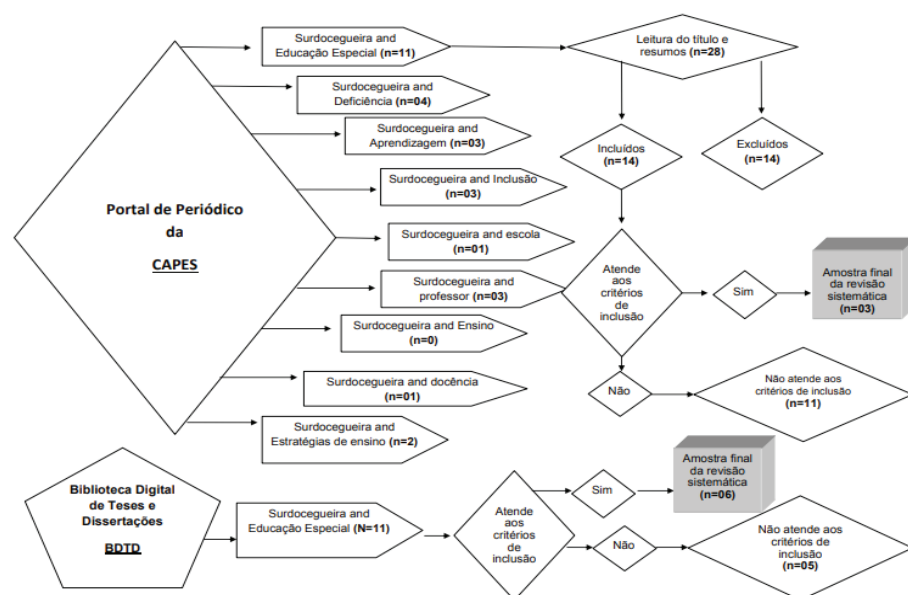 Portal de Periódico
da
CAPES
Surdocegueira and
Educação Especial (n=11)
Surdocegueira and
Deficiência (n=04)
Surdocegueira and
Aprendizagem (n=03)
Surdocegueira and Inclusão
(n=03)
Surdocegueira and escola
(n=01)
Surdocegueira and
professor (n=03)
Surdocegueira and Ensino
(n=0)
Surdocegueira and docência
(n=01)
Surdocegueira and
Estratégias de ensino (n=2)
Leitura do título e
resumos (n=28)
Incluídos
(n=14)
Excluídos
(n=14)
Atende
aos
critérios de
inclusão
Sim
Amostra final
da revisão
sistemática
(n=03)
Não
Não atende aos
critérios de inclusão
(n=11)
Biblioteca Digital
de Teses e
Dissertações
BDTD
Surdocegueira and
Educação Especial (N=11)
Atende
aos
critérios
de
inclusão
Sim
Amostra final
da revisão
sistemática
(n=06)
Não
Não atende aos
critérios de
inclusão
(n=05)